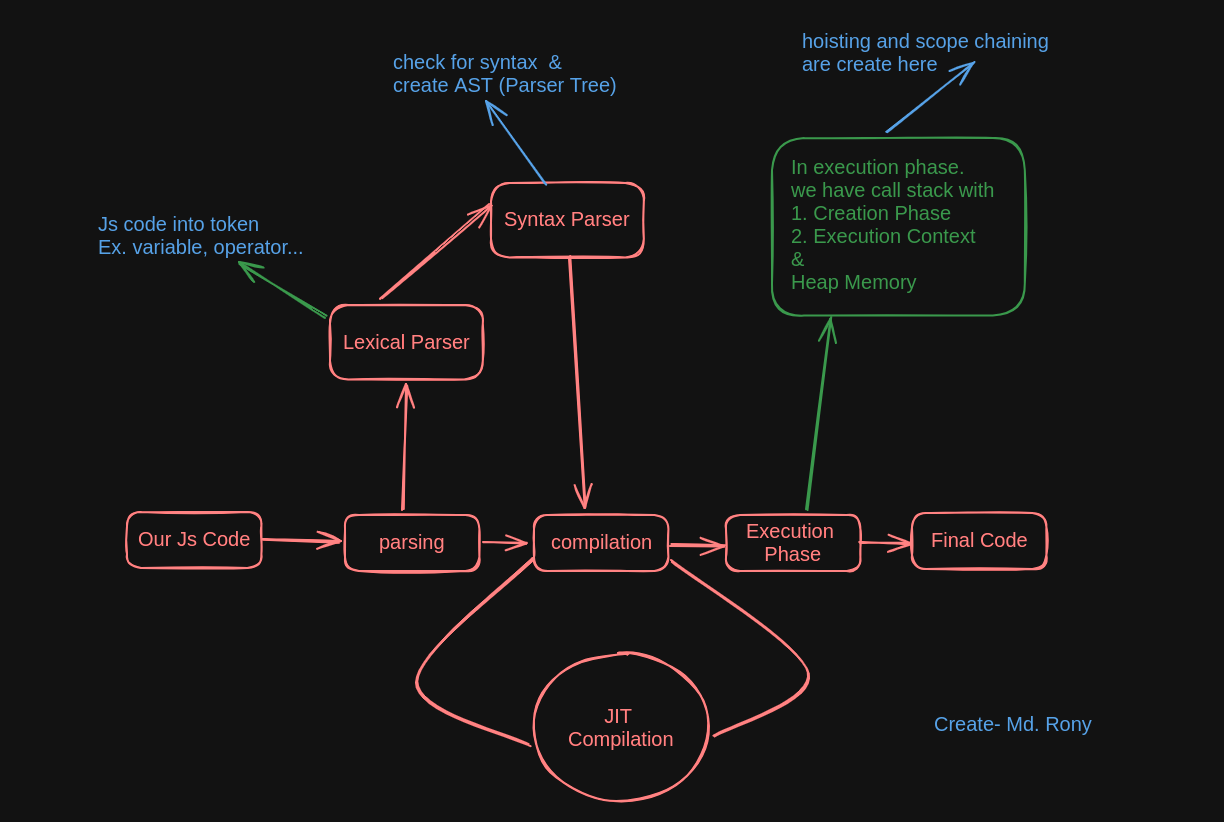 hoisting and scope chaining
are create here
check for syntax  &
create AST (Parser Tree)
In execution phase.
we have call stack with
1. Creation Phase
2. Execution Context
&
Heap Memory
Syntax Parser
Js code into token
Ex. variable, operator...
Lexical Parser
Our Js Code
parsing
compilation
Execution
Phase
Final Code
JIT
Compilation
Create- Md. Rony